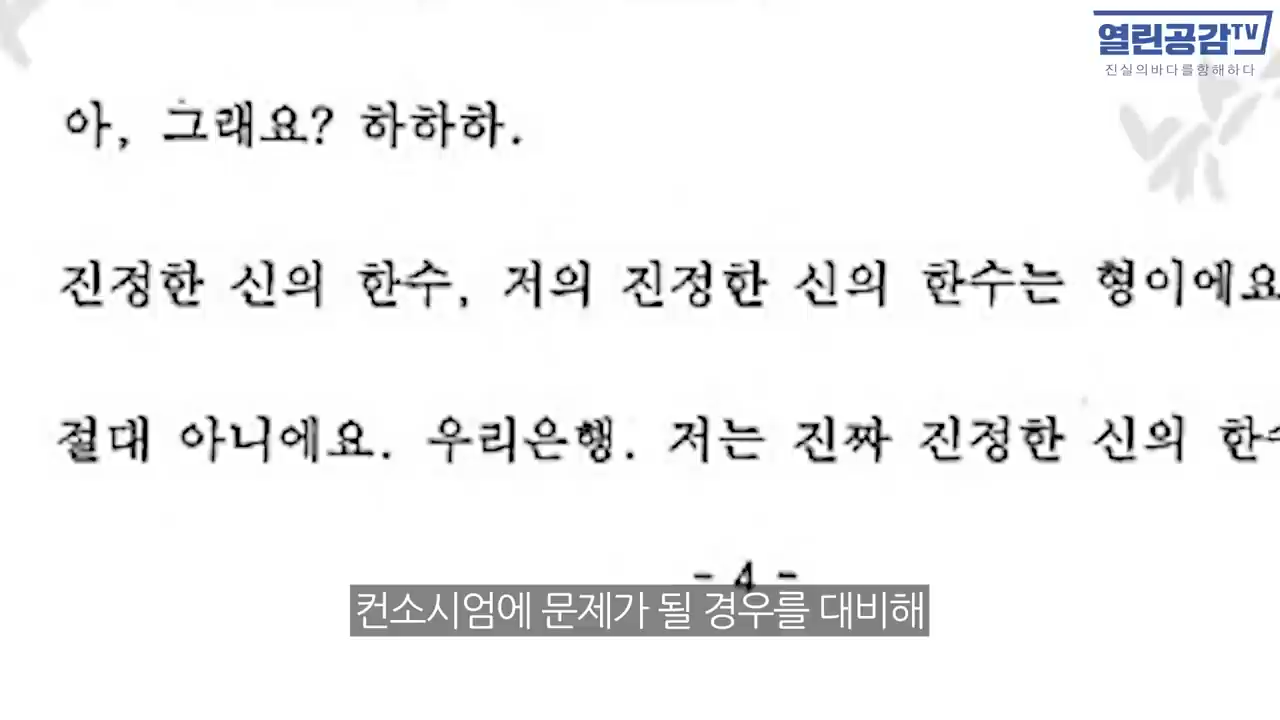 열린공감TV
진실의바다를항해하다
아, 그래요? 하하하.
진정한 신의 한수, 저의 진정한 신의 한수는 형이에요
절대 아니에요. 우리은행. 저는 진짜 진정한 신의 한수
- 4 -
컨소시엄에 문제가 될 경우를 대비해